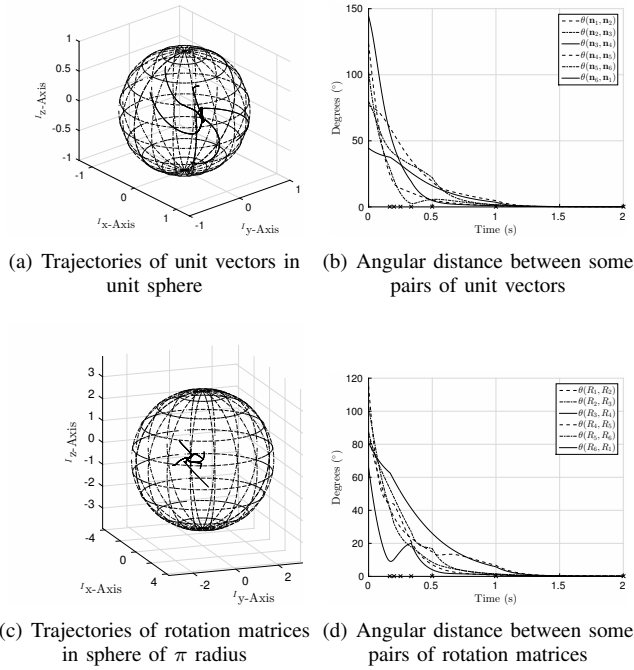 1
0.5
0
-0.5
-1
ᴵz-Axis
-1
0
1
ᴵx-Axis
-1
0
1
ᴵy-Axis
(a) Trajectories of unit vectors in
unit sphere
150
100
50
0
Degrees (°)
0 0.5 1 1.5 2
Time (s)
θ(n₁, n₂)
θ(n₂, n₃)
θ(n₃, n₄)
θ(n₄, n₅)
θ(n₅, n₆)
θ(n₆, n₁)
(b) Angular distance between some
pairs of unit vectors
3
2
1
0
-1
-2
-3
ᴵz-Axis
-4
0
4
ᴵx-Axis
-2
0
2
ᴵy-Axis
(c) Trajectories of rotation matrices
in sphere of π radius
120
100
80
60
40
20
0
Degrees (°)
0 0.5 1 1.5 2
Time (s)
θ(R₁, R₂)
θ(R₂, R₃)
θ(R₃, R₄)
θ(R₄, R₅)
θ(R₅, R₆)
θ(R₆, R₁)
(d) Angular distance between some
pairs of rotation matrices